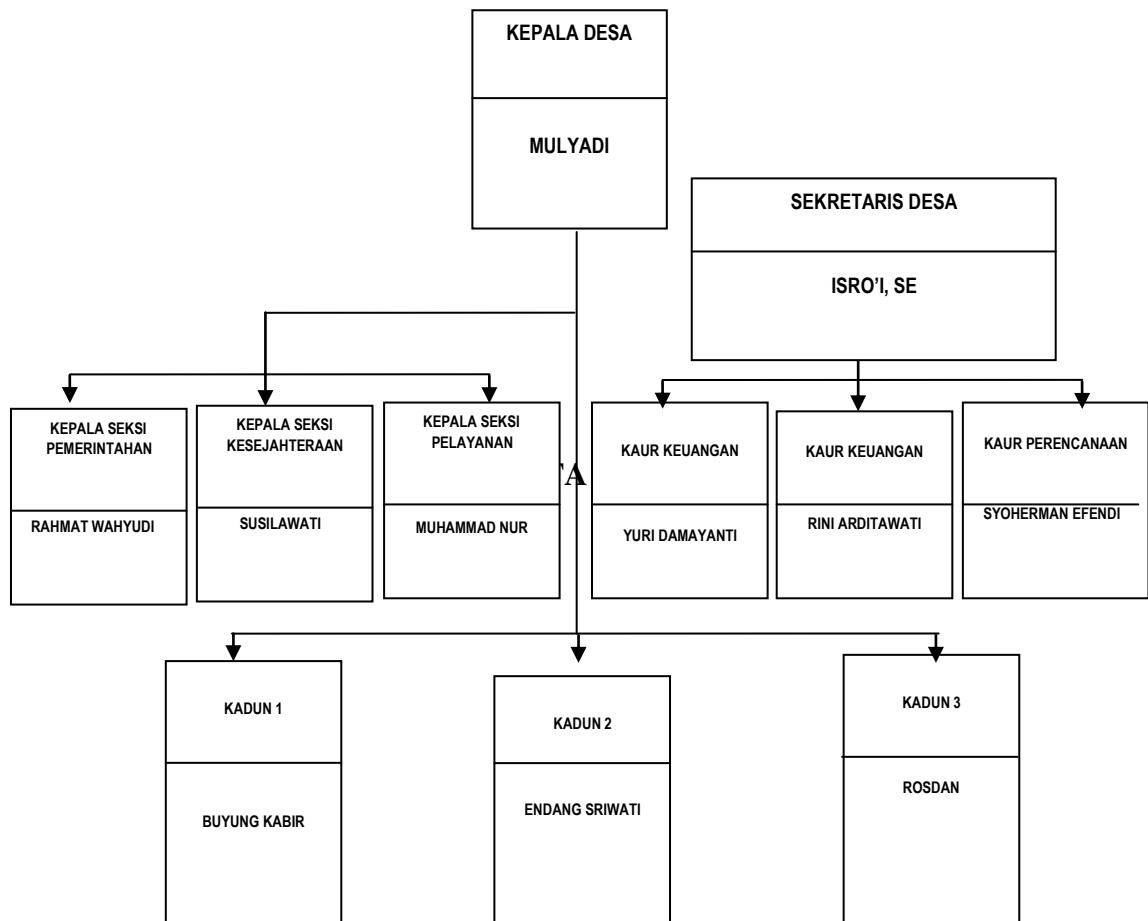 KEPALA DESA
MULYADI
SEKRETARIS DESA
ISRO'I, SE
KEPALA SEKSI
PEMERINTAHAN
RAHMAT WAHYUDI
KEPALA SEKSI
KESEJAHTERAAN
SUSILAWATI
KEPALA SEKSI
PELAYANAN
MUHAMMAD NUR
KAUR KEUANGAN
YURI DAMAYANTI
KAUR KEUANGAN
RINI ARDITAWATI
KAUR PERENCANAAN
SYOHERMAN EFENDI
KADUN 1
BUYUNG KABIR
KADUN 2
ENDANG SRIWATI
KADUN 3
ROSDAN